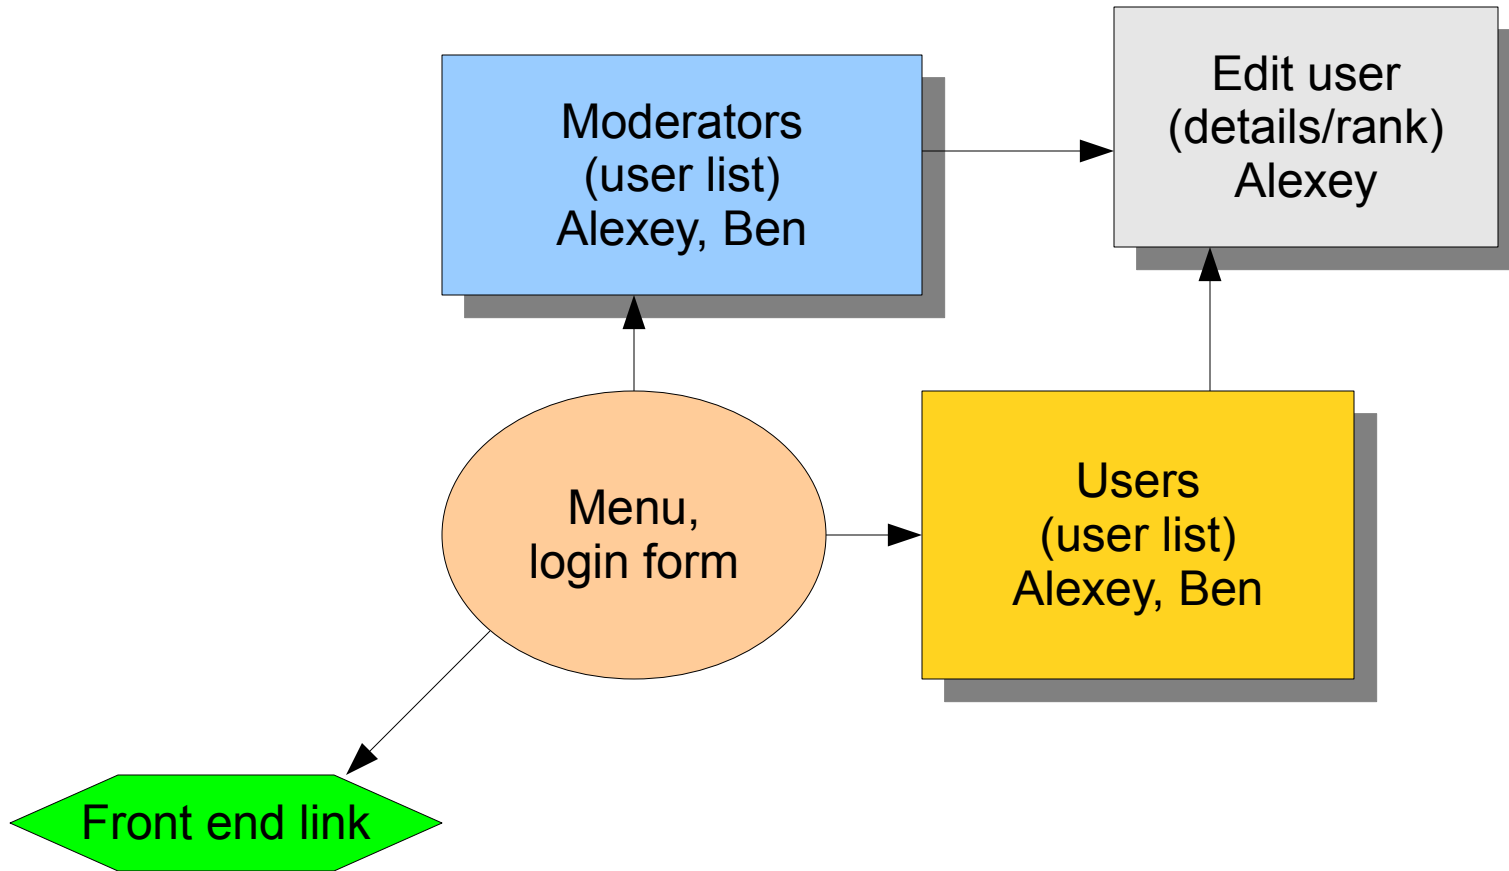 Edit user
(details/rank)
Alexey
Moderators
(user list)
Alexey, Ben
Menu,
login form
Users
(user list)
Alexey, Ben
Front end link